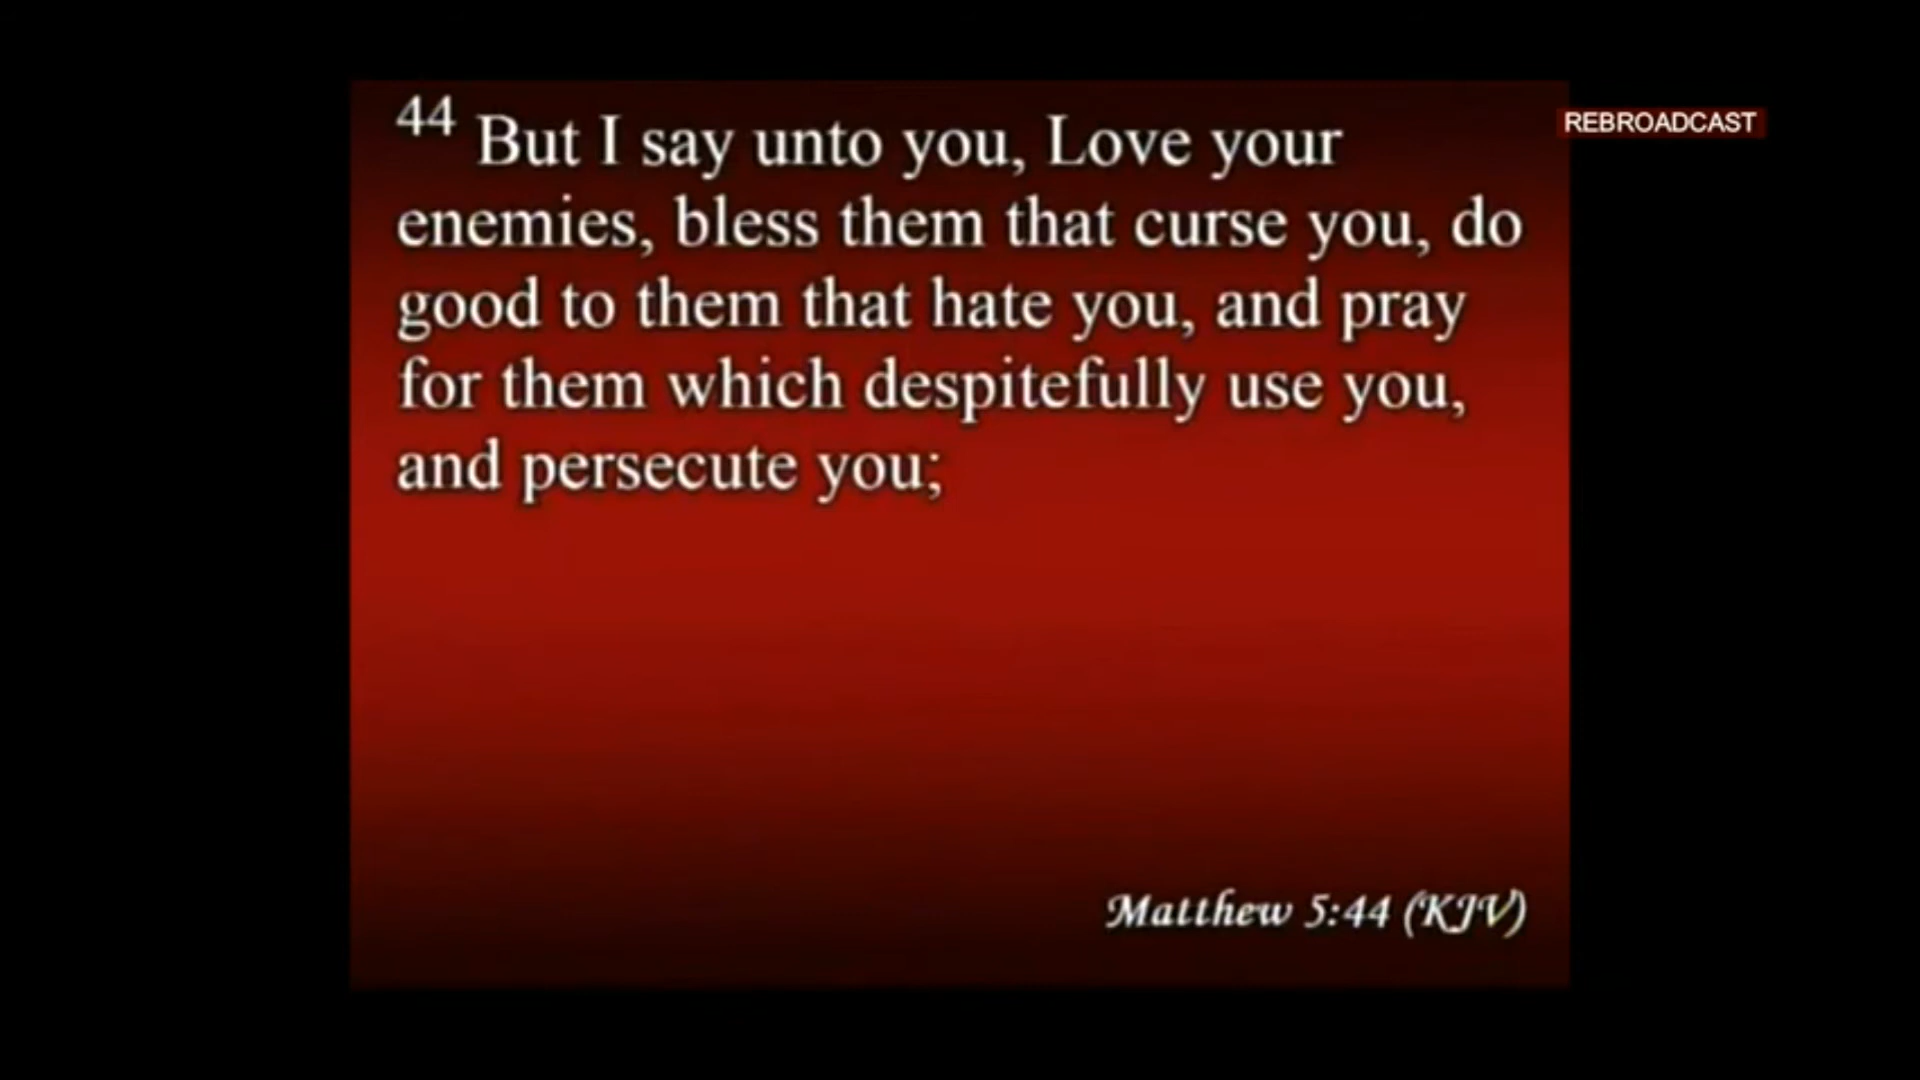 44 But I say unto you, Love your
enemies, bless them that curse you, do
good to them that hate you, and pray
for them which despitefully use you,
and persecute you;
Matthew 5:44 (KJV)
REBROADCAST